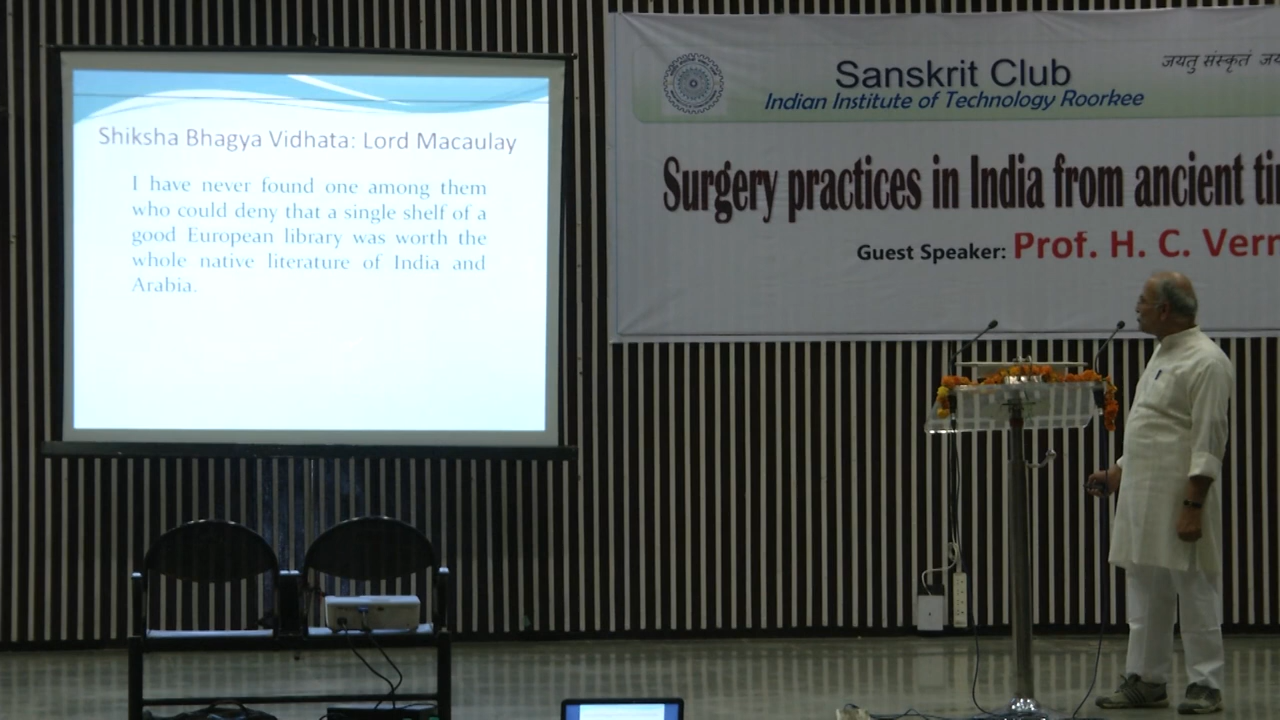 Shiksha Bhagya Vidhata: Lord Macaulay
I have never found one among them
who could deny that a single shelf of a
good European library was worth the
whole native literature of India and
Arabia.
जयतु संस्कृतं
Sanskrit Club
Indian Institute of Technology Roorkee
Surgery practices in India from ancient
Guest Speaker: Prof. H. C.